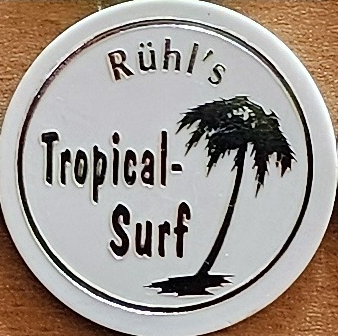 Rühl's
Tropical-
Surf